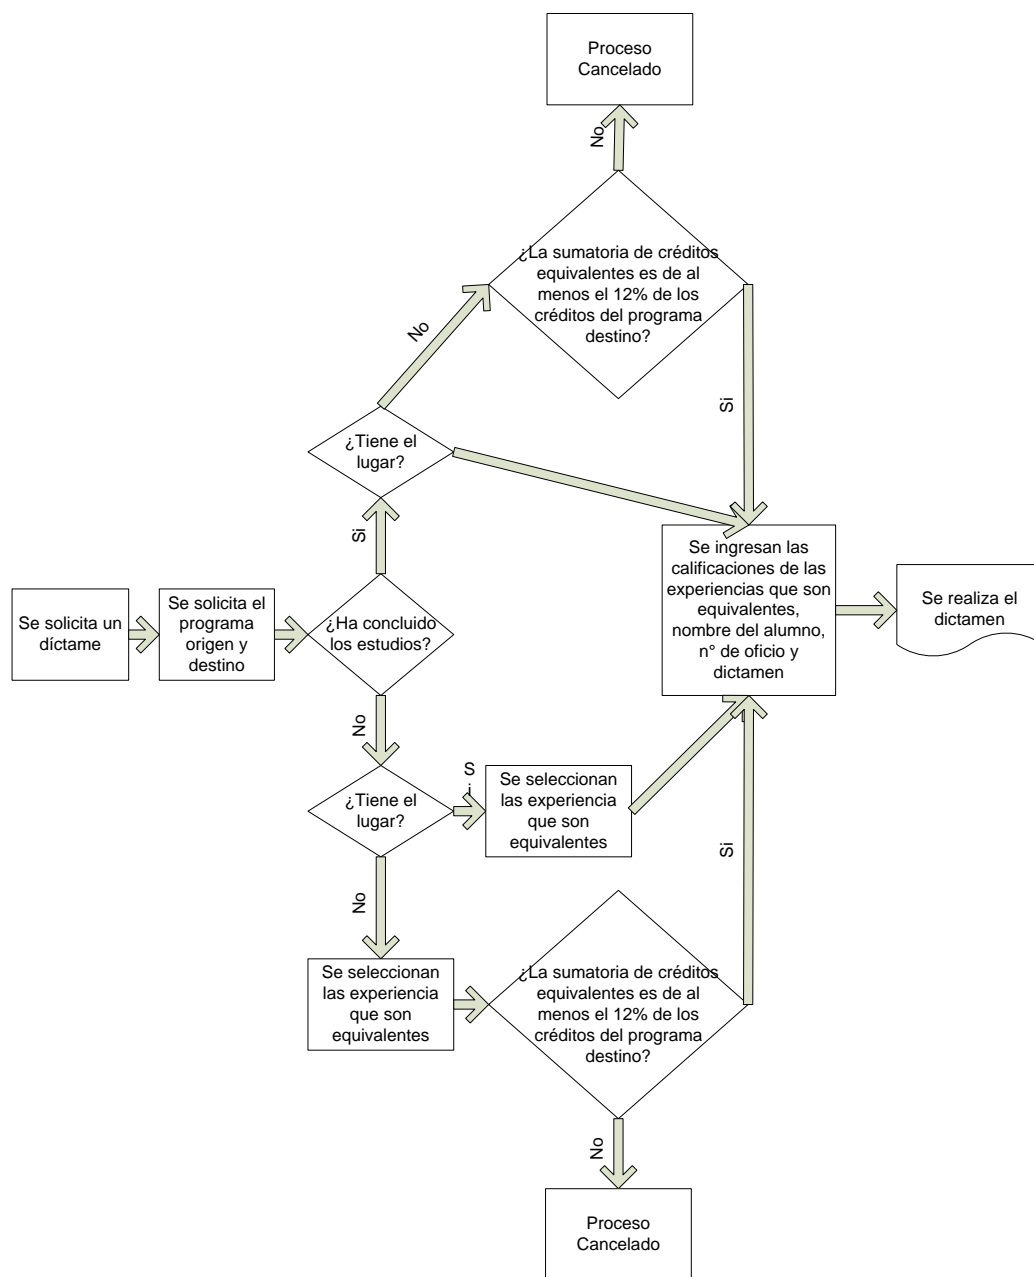 Proceso
Cancelado
No
¿La sumatoria de créditos
equivalentes es de al
menos el 12% de los
créditos del programa
destino?
No
Si
¿Tiene el
lugar?
Si
Se solicita un
díctame
Se solicita el
programa
origen y
destino
¿Ha concluido
los estudios?
Se ingresan las
calificaciones de las
experiencias que son
equivalentes,
nombre del alumno,
n° de oficio y
dictamen
Se realiza el
dictamen
No
¿Tiene el
lugar?
S
i
Se seleccionan
las experiencia
que son
equivalentes
Si
No
Se seleccionan
las experiencia
que son
equivalentes
¿La sumatoria de créditos
equivalentes es de al
menos el 12% de los
créditos del programa
destino?
No
Proceso
Cancelado